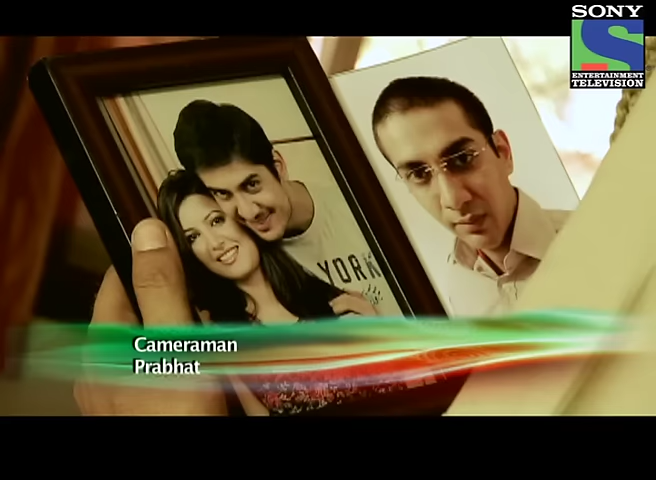 SONY
ENTERTAINMENT
TELEVISION
YORK
Cameraman
Prabhat